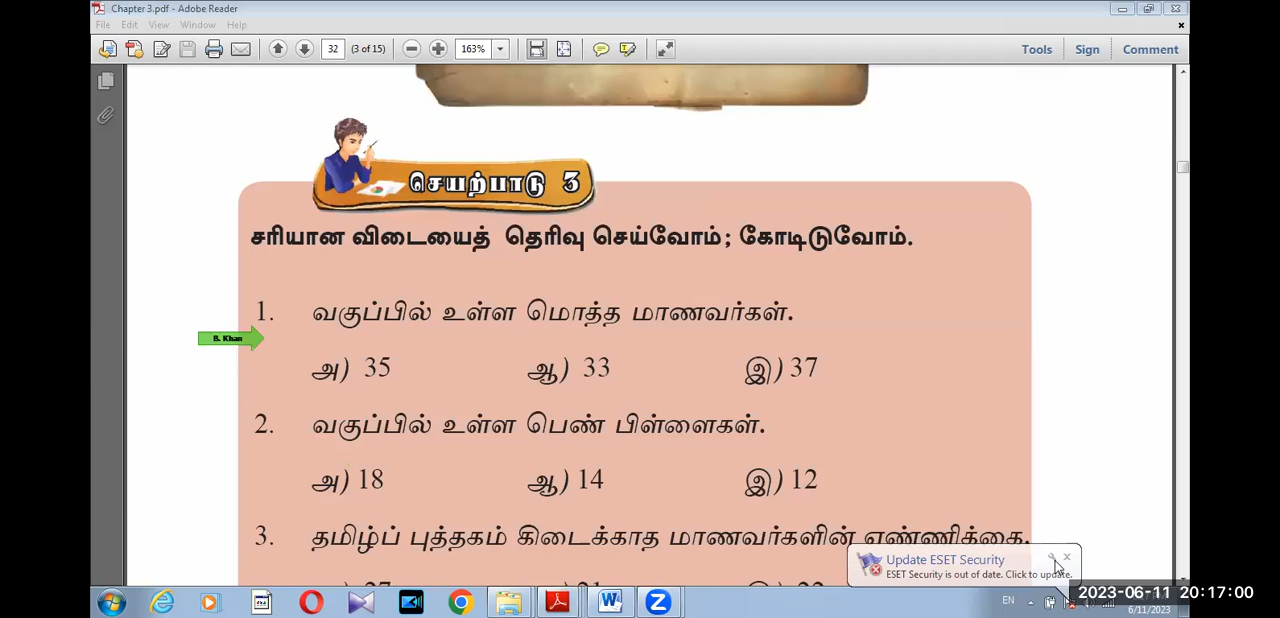 Chapter 3.pdf - Adobe Reader
File Edit View Window Help
32 (3 of 15) 163% Tools Sign Comment
செயற்பாடு 3
சரியான விடையைத் தெரிவு செய்வோம்; கோடிடுவோம்.
1. வகுப்பில் உள்ள மொத்த மாணவர்கள்.
B. Khan
அ) 35 ஆ) 33 இ) 37
2. வகுப்பில் உள்ள பெண் பிள்ளைகள்.
அ) 18 ஆ) 14 இ) 12
3. தமிழ்ப் புத்தகம் கிடைக்காத மாணவர்களின் எண்ணிக்கை.
Update ESET Security
ESET Security is out of date. Click to update.
EN
2023-06-11 20:17:00
6/11/2023